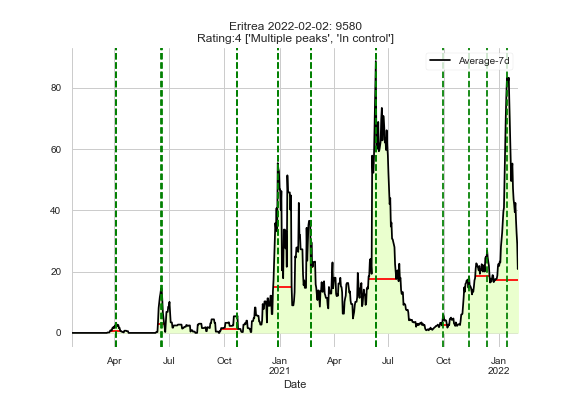 Eritrea 2022-02-02: 9580
Rating:4 ['Multiple peaks', 'In control']
Average-7d
80
60
40
20
0
Apr Jul Oct Jan Apr Jul Oct Jan
2021 2022
Date